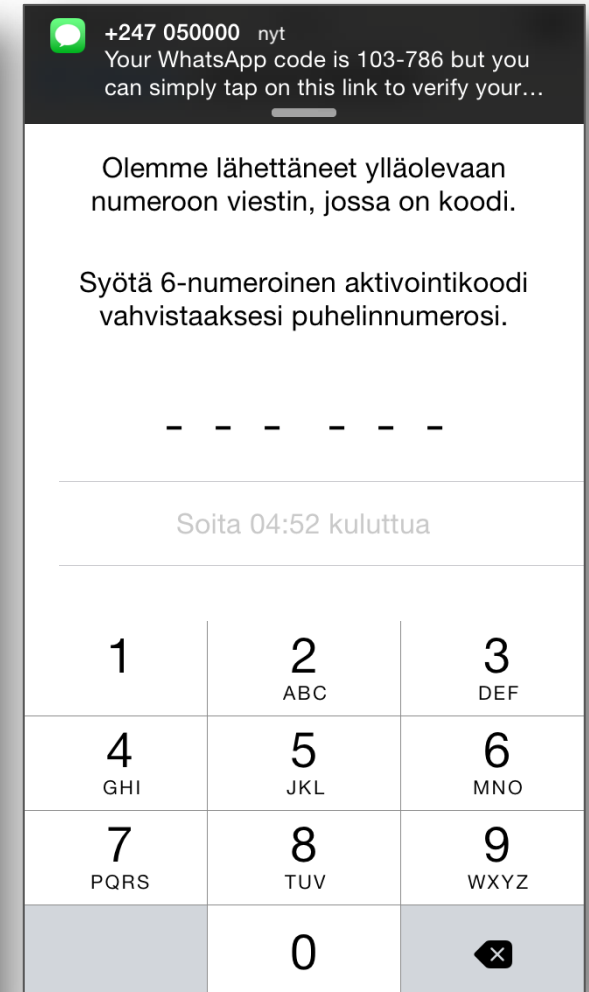 +247 050000 nyt
Your WhatsApp code is 103-786 but you
can simply tap on this link to verify your...
Olemme lähettäneet ylläolevaan
numeroon viestin, jossa on koodi.
Syötä 6-numeroinen aktivointikoodi
vahvistaaksesi puhelinnumerosi.
– – – – – –
Soita 04:52 kuluttua
1 2 3
ABC DEF
4 5 6
GHI JKL MNO
7 8 9
PQRS TUV WXYZ
0